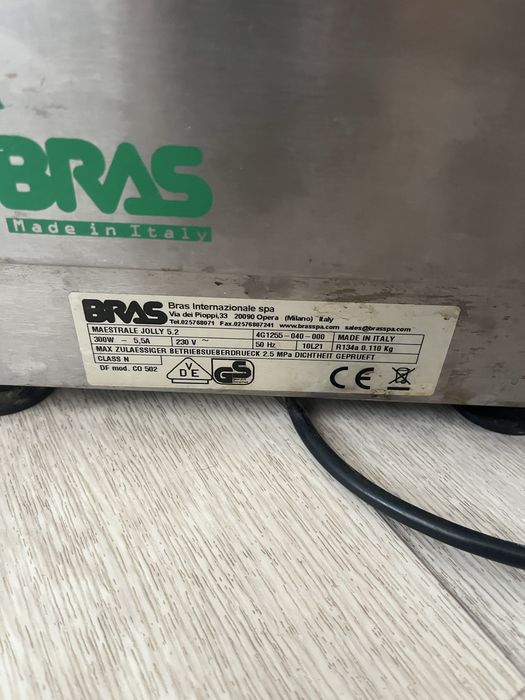 BRAS
Made in Italy
BRAS Bras Internazionale spa
Via dei Pioppi,33 20090 Opera (Milano) Italy
Tel.025768071 Fax.02576807241 www.brasspa.com sales@brasspa.com
MAESTRALE JOLLY 5.2 4G1255-040-000 MADE IN ITALY
300W - 5,5A 230 V ~ 50 Hz 10L21 R134a 0,110 Kg
MAX ZULAESSIGER BETRIEBSUEBERDRUECK 2.5 MPa DICHTHEIT GEPRUEFT
CLASS N
DF mod. CO 502
VDE GS CE